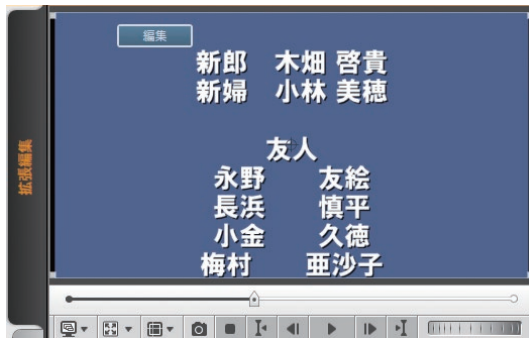 編集
新郎 木畑 啓貴
新婦 小林 美穂
友人
永野 友絵
長浜 慎平
小金 久徳
梅村 亜沙子
拡張編集